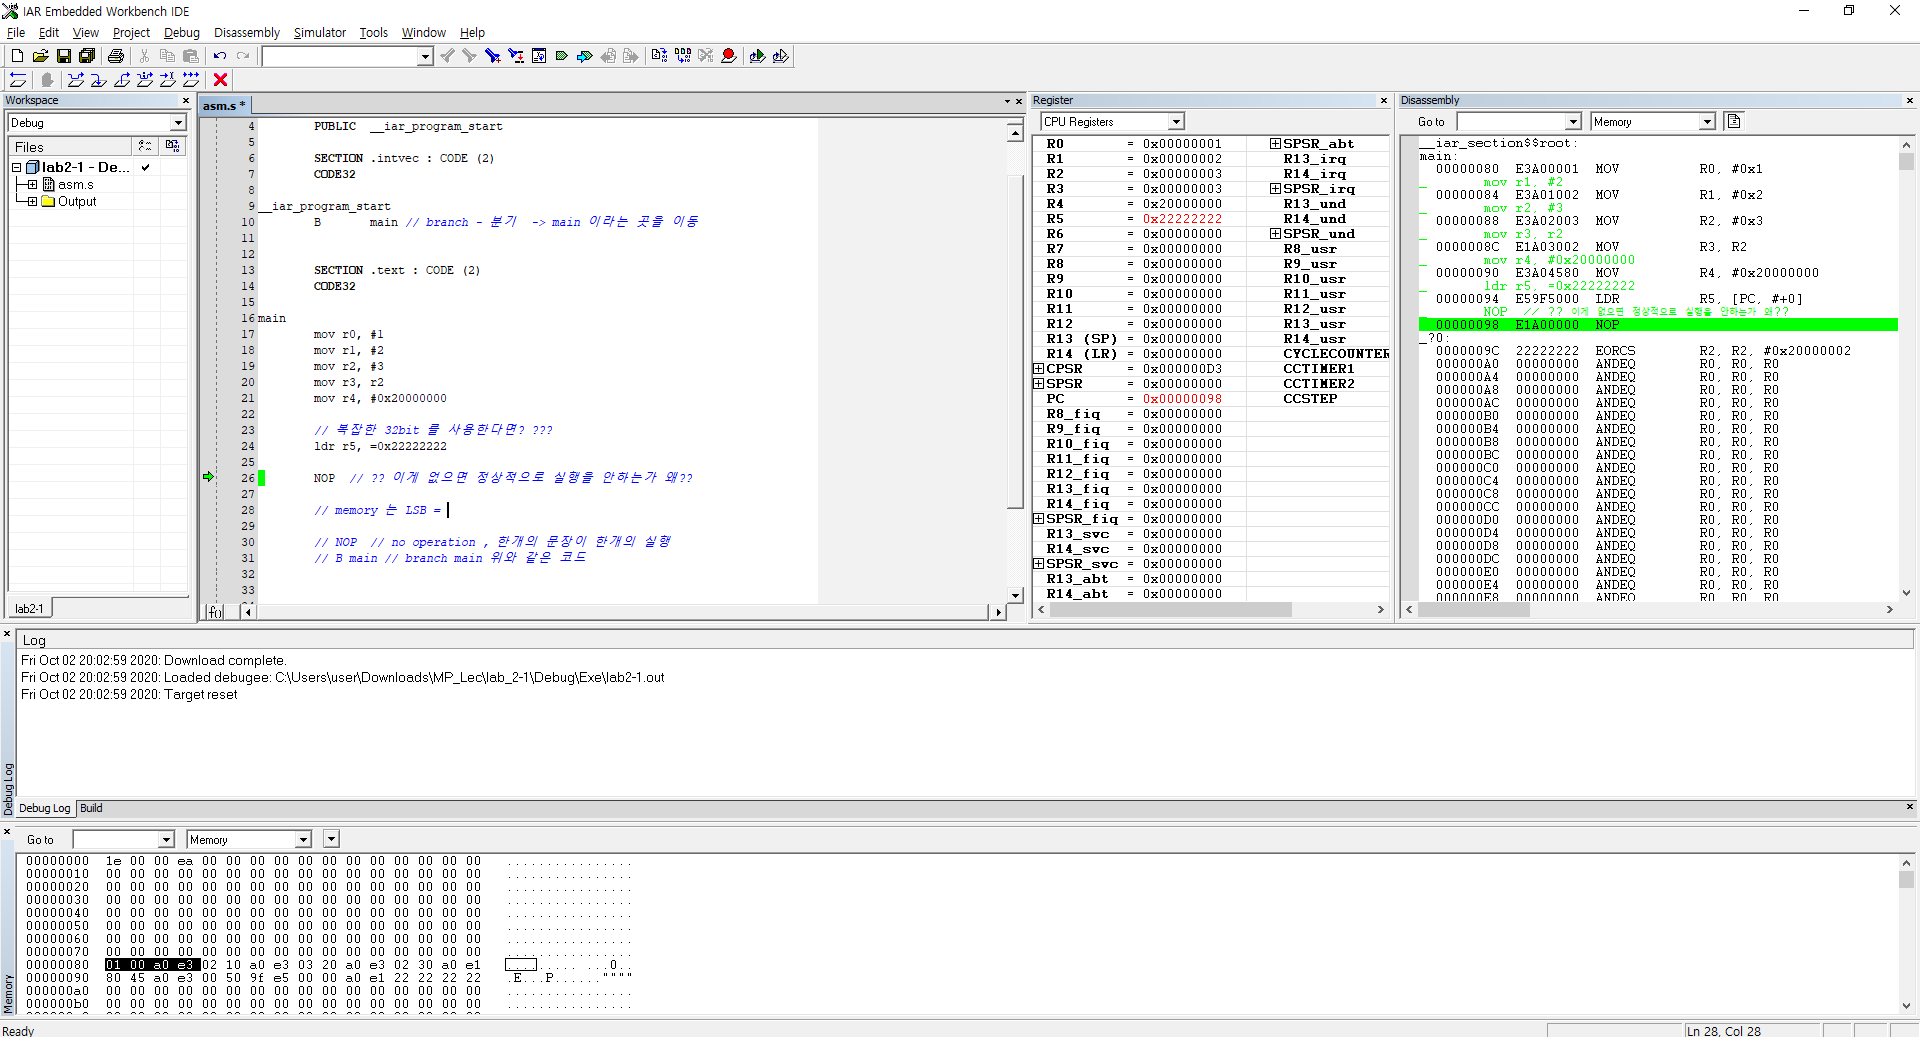 IAR Embedded Workbench IDE
File Edit View Project Debug Disassembly Simulator Tools Window Help
Workspace
Debug
Files
lab2-1 - De...
asm.s
Output
lab2-1
asm.s *
4 PUBLIC __iar_program_start
5
6 SECTION .intvec : CODE (2)
7 CODE32
8
9 __iar_program_start
10 B main // branch - 분기 -> main 이라는 곳을 이동
11
12
13 SECTION .text : CODE (2)
14 CODE32
15
16 main
17 mov r0, #1
18 mov r1, #2
19 mov r2, #3
20 mov r3, r2
21 mov r4, #0x20000000
22
23 // 복잡한 32bit 를 사용한다면? ???
24 ldr r5, =0x22222222
25
26 NOP // ?? 이게 없으면 정상적으로 실행을 안하는가 왜??
27
28 // memory 는 LSB =
29
30 // NOP // no operation , 한개의 문장이 한개의 실행
31 // B main // branch main 위와 같은 코드
32
33
Register
CPU Registers
R0 = 0x00000001
R1 = 0x00000002
R2 = 0x00000003
R3 = 0x00000003
R4 = 0x20000000
R5 = 0x22222222
R6 = 0x00000000
R7 = 0x00000000
R8 = 0x00000000
R9 = 0x00000000
R10 = 0x00000000
R11 = 0x00000000
R12 = 0x00000000
R13 (SP) = 0x00000000
R14 (LR) = 0x00000000
CPSR = 0x000000D3
SPSR = 0x00000000
PC = 0x00000098
R8_fiq = 0x00000000
R9_fiq = 0x00000000
R10_fiq = 0x00000000
R11_fiq = 0x00000000
R12_fiq = 0x00000000
R13_fiq = 0x00000000
R14_fiq = 0x00000000
SPSR_fiq = 0x00000000
R13_svc = 0x00000000
R14_svc = 0x00000000
SPSR_svc = 0x00000000
R13_abt = 0x00000000
R14_abt = 0x00000000
SPSR_abt
R13_irq
R14_irq
SPSR_irq
R13_und
R14_und
SPSR_und
R8_usr
R9_usr
R10_usr
R11_usr
R12_usr
R13_usr
R14_usr
CYCLECOUNTER
CCTIMER1
CCTIMER2
CCSTEP
Disassembly
Go to Memory
__iar_section$$root:
main:
00000080 E3A00001 MOV R0, #0x1
mov r1, #2
00000084 E3A01002 MOV R1, #0x2
mov r2, #3
00000088 E3A02003 MOV R2, #0x3
mov r3, r2
0000008C E1A03002 MOV R3, R2
mov r4, #0x20000000
00000090 E3A04580 MOV R4, #0x20000000
ldr r5, =0x22222222
00000094 E59F5000 LDR R5, [PC, #+0]
NOP // ?? 이게 없으면 정상적으로 실행을 안하는가 왜??
00000098 E1A00000 NOP
_?0:
0000009C 22222222 EORCS R2, R2, #0x20000002
000000A0 00000000 ANDEQ R0, R0, R0
000000A4 00000000 ANDEQ R0, R0, R0
000000A8 00000000 ANDEQ R0, R0, R0
000000AC 00000000 ANDEQ R0, R0, R0
000000B0 00000000 ANDEQ R0, R0, R0
000000B4 00000000 ANDEQ R0, R0, R0
000000B8 00000000 ANDEQ R0, R0, R0
000000BC 00000000 ANDEQ R0, R0, R0
000000C0 00000000 ANDEQ R0, R0, R0
000000C4 00000000 ANDEQ R0, R0, R0
000000C8 00000000 ANDEQ R0, R0, R0
000000CC 00000000 ANDEQ R0, R0, R0
000000D0 00000000 ANDEQ R0, R0, R0
000000D4 00000000 ANDEQ R0, R0, R0
000000D8 00000000 ANDEQ R0, R0, R0
000000DC 00000000 ANDEQ R0, R0, R0
000000E0 00000000 ANDEQ R0, R0, R0
000000E4 00000000 ANDEQ R0, R0, R0
000000E8 00000000 ANDEQ R0, R0, R0
Log
Fri Oct 02 20:02:59 2020: Download complete.
Fri Oct 02 20:02:59 2020: Loaded debugee: C:\Users\user\Downloads\MP_Lec\lab_2-1\Debug\Exe\lab2-1.out
Fri Oct 02 20:02:59 2020: Target reset
Debug Log
Debug Log Build
Go to Memory
00000000 1e 00 00 ea 00 00 00 00 00 00 00 00 00 00 00 00 ................
00000010 00 00 00 00 00 00 00 00 00 00 00 00 00 00 00 00 ................
00000020 00 00 00 00 00 00 00 00 00 00 00 00 00 00 00 00 ................
00000030 00 00 00 00 00 00 00 00 00 00 00 00 00 00 00 00 ................
00000040 00 00 00 00 00 00 00 00 00 00 00 00 00 00 00 00 ................
00000050 00 00 00 00 00 00 00 00 00 00 00 00 00 00 00 00 ................
00000060 00 00 00 00 00 00 00 00 00 00 00 00 00 00 00 00 ................
00000070 00 00 00 00 00 00 00 00 00 00 00 00 00 00 00 00 ................
00000080 01 00 a0 e3 02 10 a0 e3 03 20 a0 e3 02 30 a0 e1 ......... ...0..
00000090 80 45 a0 e3 00 50 9f e5 00 00 a0 e1 22 22 22 22 .E...P......""""
000000a0 00 00 00 00 00 00 00 00 00 00 00 00 00 00 00 00 ................
000000b0 00 00 00 00 00 00 00 00 00 00 00 00 00 00 00 00 ................
Memory
Ready
Ln 28, Col 28